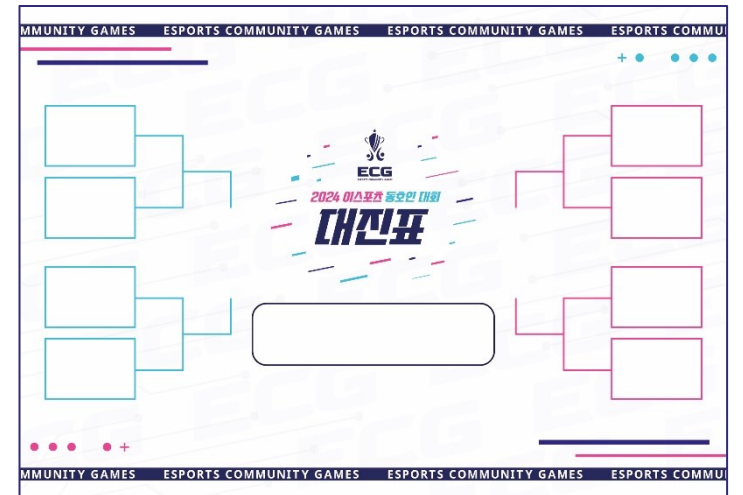 MMUNITY GAMES ESPORTS COMMUNITY GAMES ESPORTS COMMUNITY GAMES ESPORTS COMMU
ECG
2024 이스포츠 동호인 대회
대진표
MMUNITY GAMES ESPORTS COMMUNITY GAMES ESPORTS COMMUNITY GAMES ESPORTS COMMU